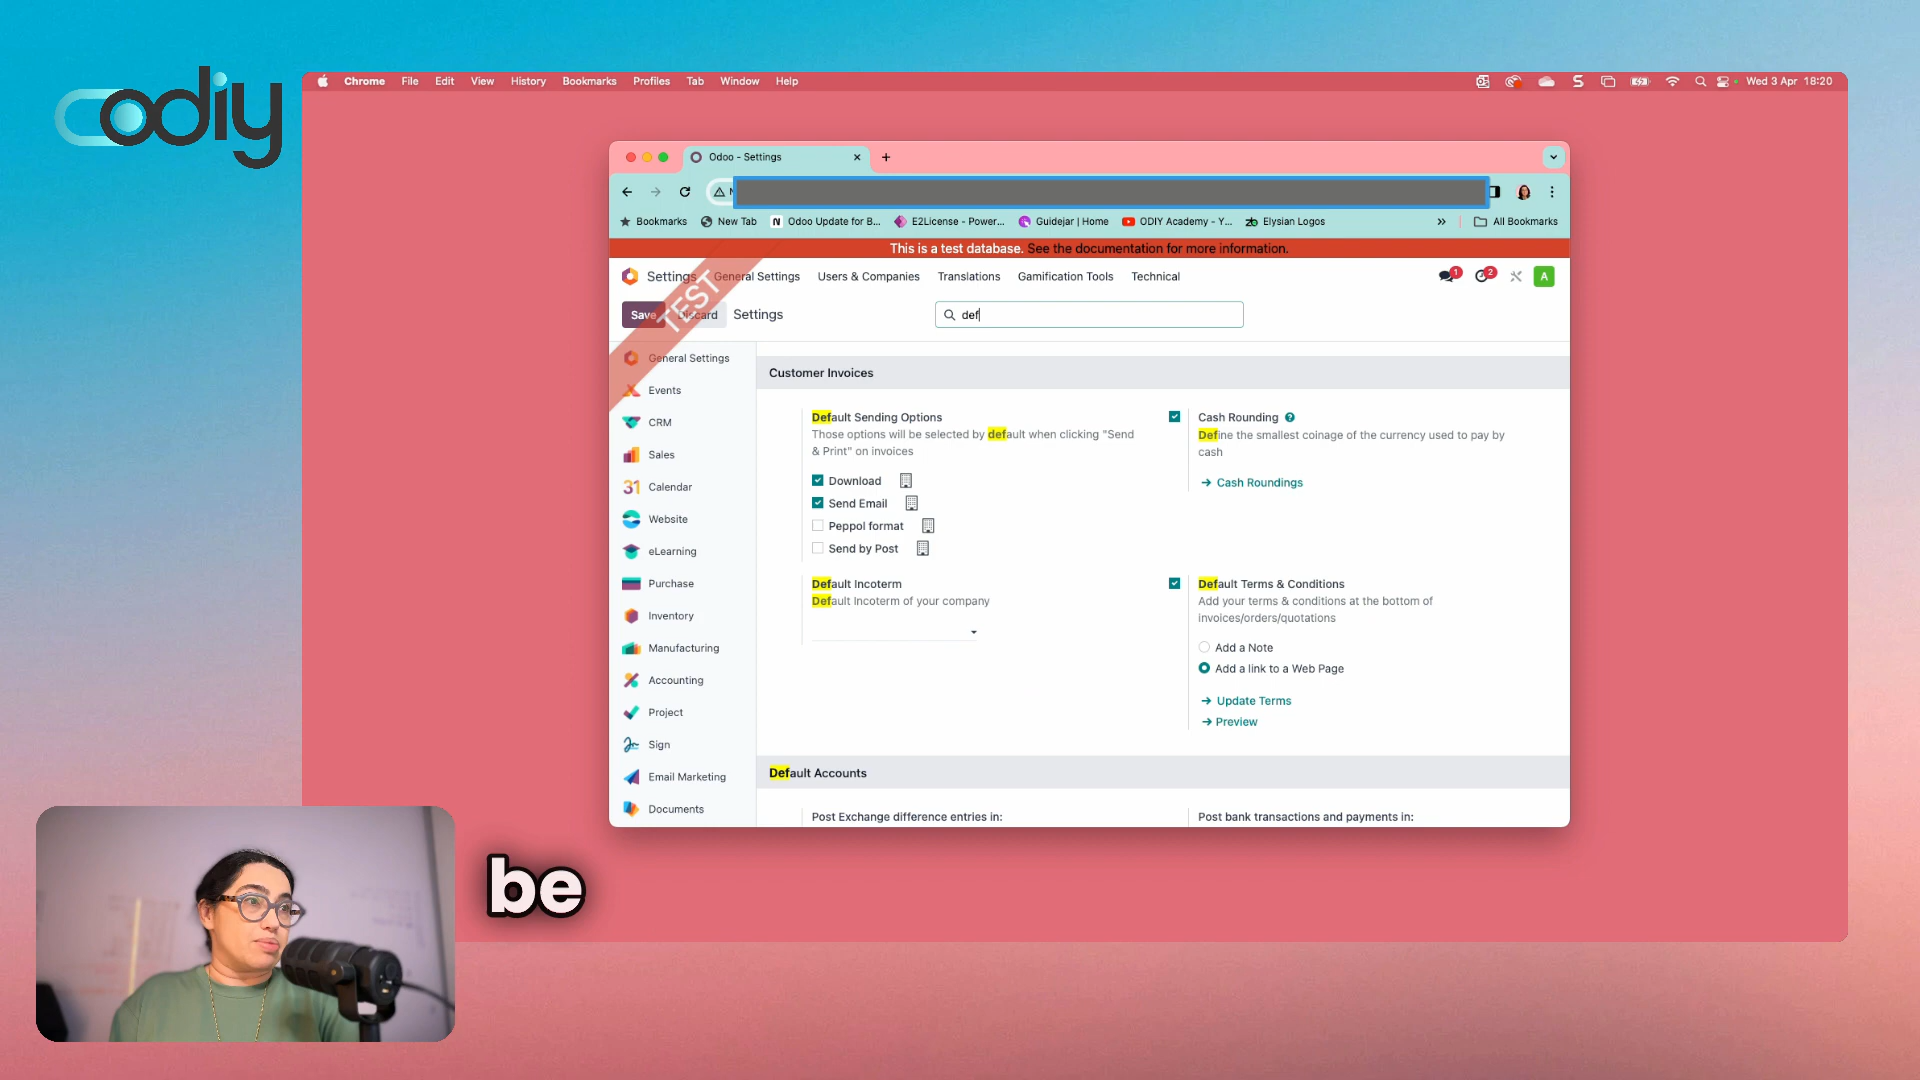 odiy
Chrome File Edit View History Bookmarks Profiles Tab Window Help
Wed 3 Apr 18:20
Odoo - Settings
Bookmarks New Tab Odoo Update for B... E2License - Power... Guidejar | Home ODIY Academy - Y... Elysian Logos » All Bookmarks
This is a test database. See the documentation for more information.
Settings General Settings Users & Companies Translations Gamification Tools Technical
1 2 A
TEST
Save Discard Settings
def
General Settings
Events
CRM
Sales
31 Calendar
Website
eLearning
Purchase
Inventory
Manufacturing
Accounting
Project
Sign
Email Marketing
Documents
Customer Invoices
Default Sending Options
Those options will be selected by default when clicking "Send
& Print" on invoices
Download
Send Email
Peppol format
Send by Post
Cash Rounding ?
Define the smallest coinage of the currency used to pay by
cash
Cash Roundings
Default Incoterm
Default Incoterm of your company
Default Terms & Conditions
Add your terms & conditions at the bottom of
invoices/orders/quotations
Add a Note
Add a link to a Web Page
Update Terms
Preview
Default Accounts
Post Exchange difference entries in:
Post bank transactions and payments in:
be